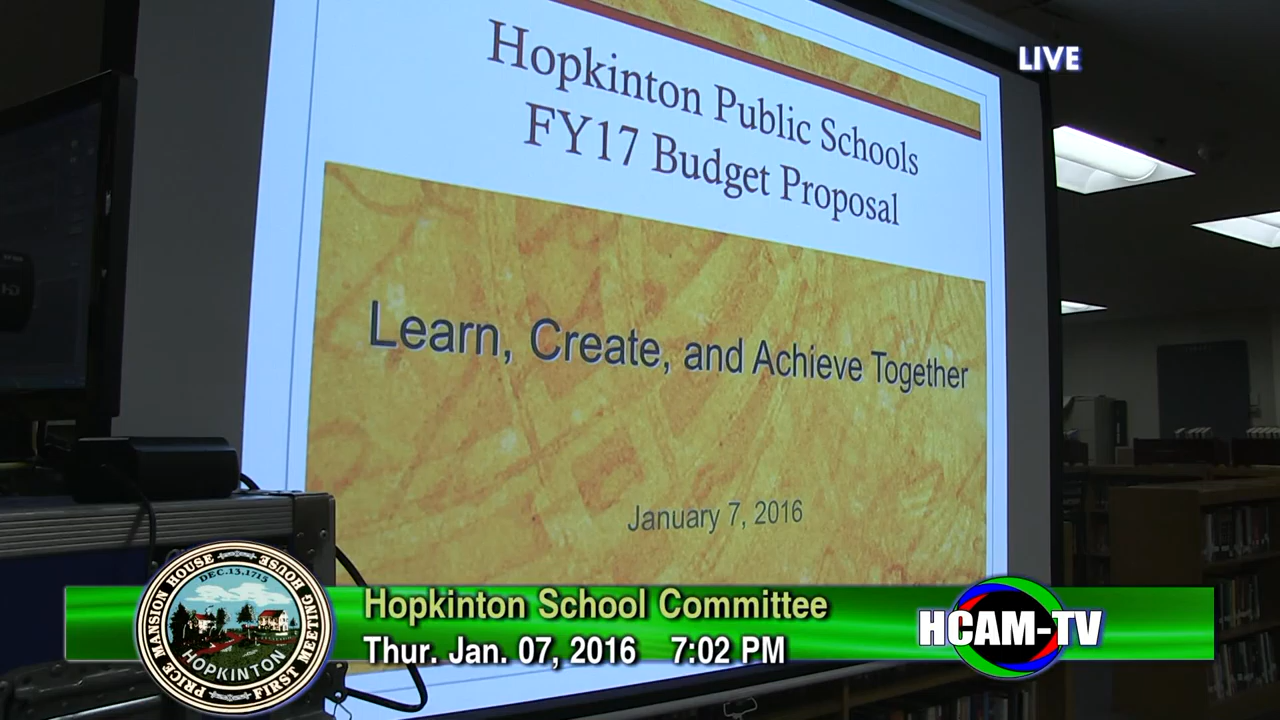 LIVE
Hopkinton Public Schools
FY17 Budget Proposal
Learn, Create, and Achieve Together
January 7, 2016
Hopkinton School Committee
Thur. Jan. 07, 2016 7:02 PM
HCAM-TV
PRICE MANSION HOUSE
FIRST MEETING HOUSE
DEC. 13. 1715
HOPKINTON